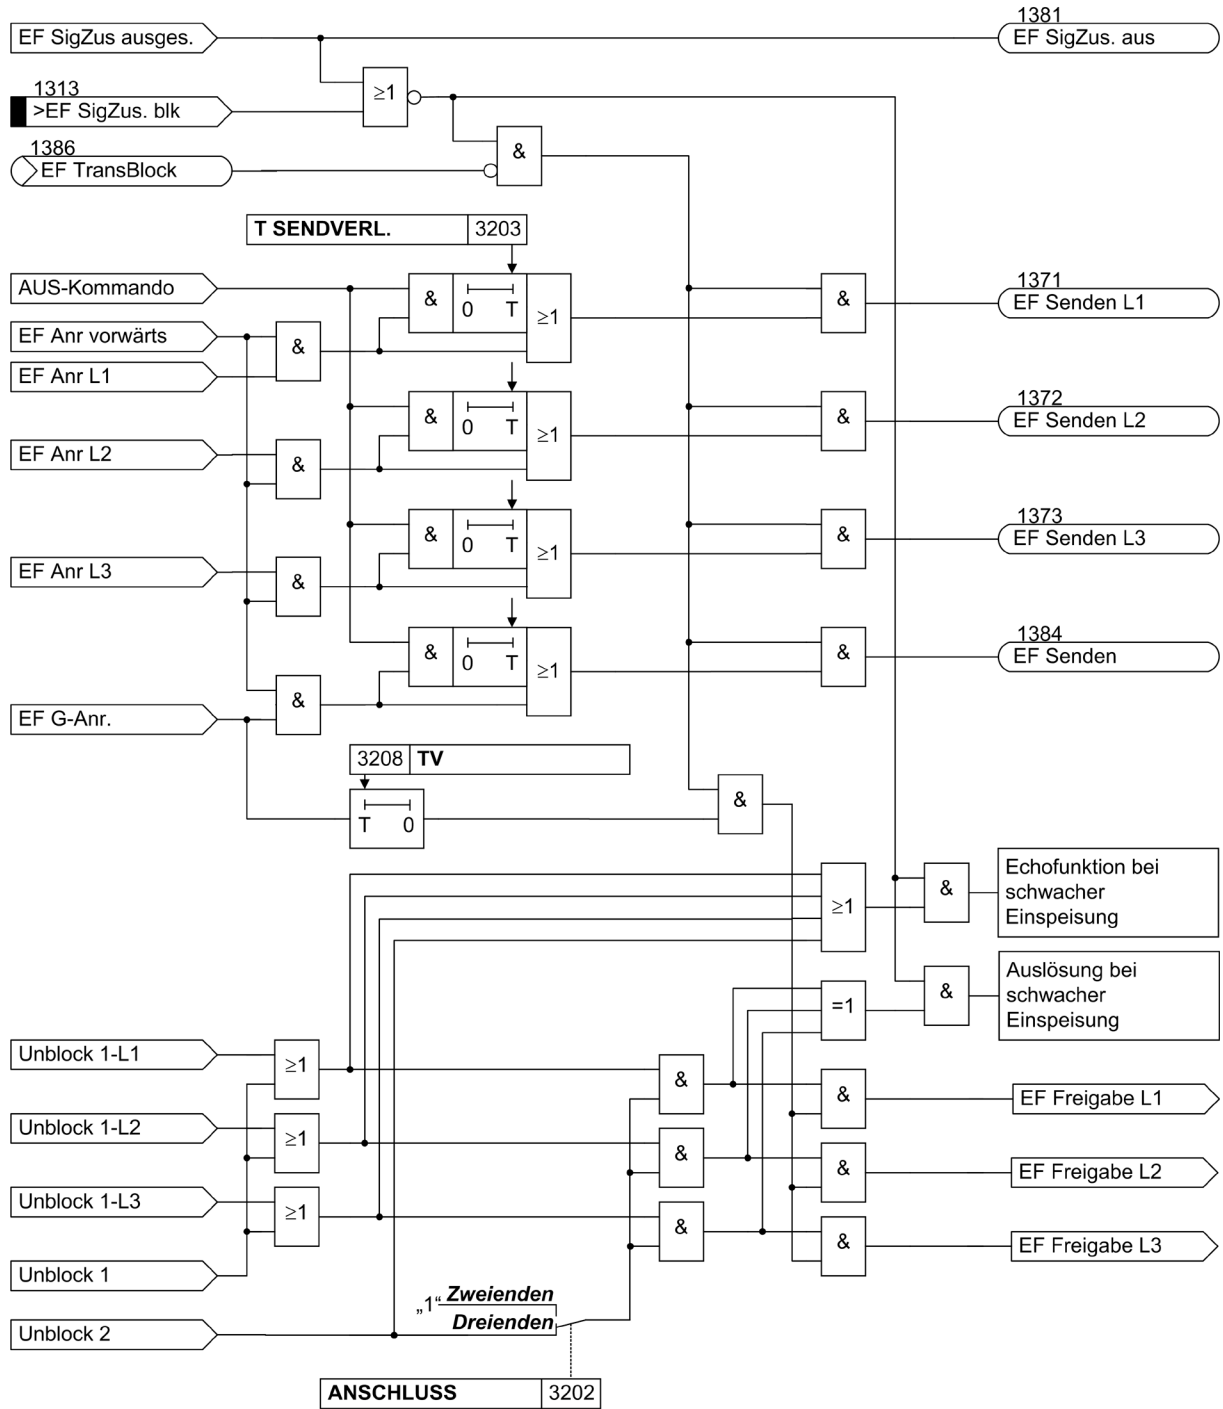 1381
EF SigZus ausges.
EF SigZus. aus
1313
≥1
>EF SigZus. blk
1386
&
EF TransBlock
T SENDVERL. 3203
AUS-Kommando
&
0 T
≥1
&
1371
EF Senden L1
EF Anr vorwärts
&
EF Anr L1
&
0 T
≥1
&
1372
EF Senden L2
EF Anr L2
&
&
0 T
≥1
&
1373
EF Senden L3
EF Anr L3
&
&
0 T
≥1
&
1384
EF Senden
EF G-Anr.
&
3208 TV
T 0
&
≥1
&
Echofunktion bei
schwacher
Einspeisung
=1
&
Auslösung bei
schwacher
Einspeisung
Unblock 1-L1
≥1
&
&
EF Freigabe L1
Unblock 1-L2
≥1
&
&
EF Freigabe L2
Unblock 1-L3
≥1
&
&
EF Freigabe L3
Unblock 1
„1“ Zweienden
Dreienden
Unblock 2
ANSCHLUSS 3202